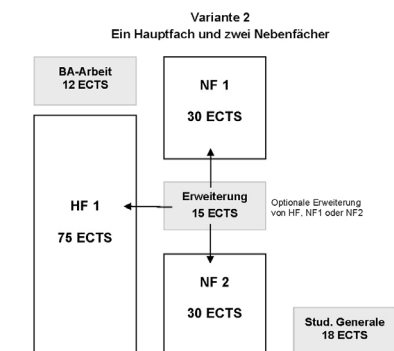 Variante 2
Ein Hauptfach und zwei Nebenfächer
BA-Arbeit
12 ECTS
NF 1
30 ECTS
HF 1
75 ECTS
Erweiterung
15 ECTS
Optionale Erweiterung
von HF, NF1 oder NF2
NF 2
30 ECTS
Stud. Generale
18 ECTS